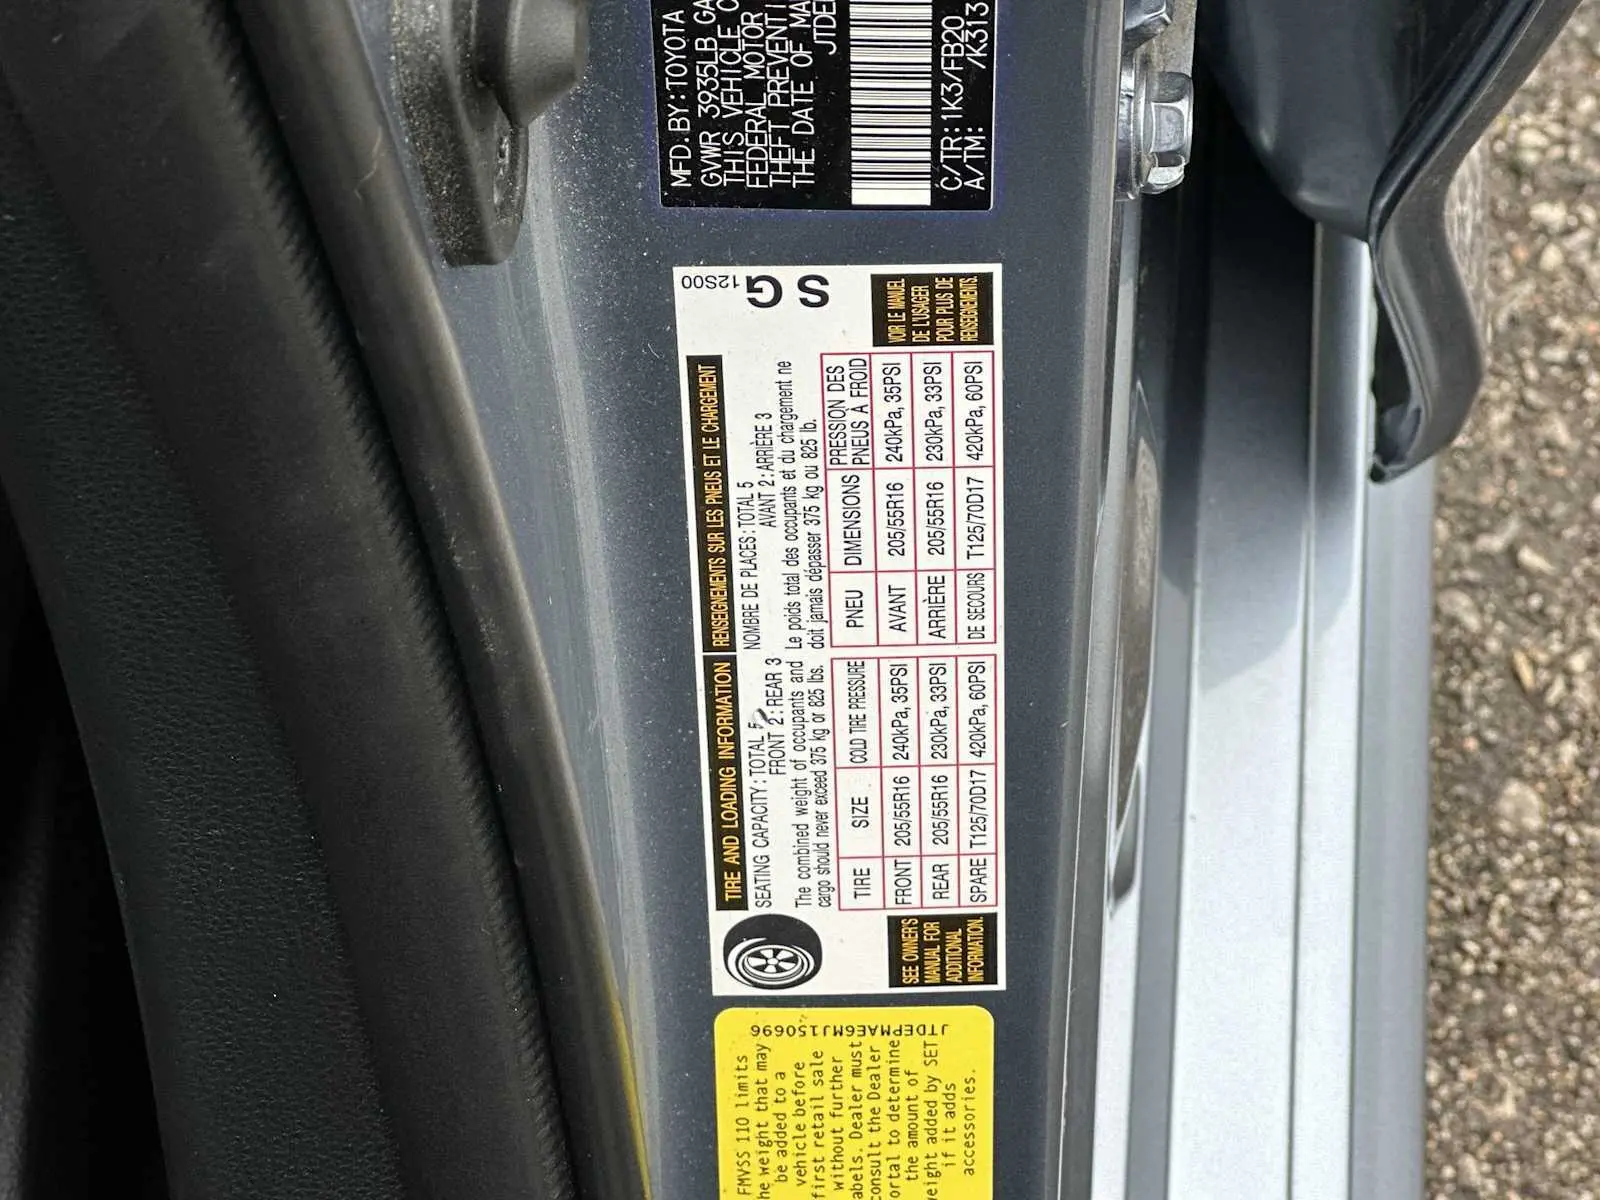 MFD. BY:TOYOTA
GVWR 3935LB GA
THIS VEHICLE
FEDERAL MOTOR
THEFT PREVENTI
THE DATE OF MA
JTDE
C/TR:1K3/FB20
A/TM: /K313
TIRE AND LOADING INFORMATION RENSEIGNEMENTS SUR LES PNEUS ET LE CHARGEMENT
12S00
S G
SEATING CAPACITY:TOTAL 5
FRONT 2:REAR 3
The combined weight of occupants and
cargo should never exceed 375 kg or 825 lbs.
NOMBRE DE PLACES:TOTAL 5
AVANT 2:ARRIÈRE 3
Le poids total des occupants et du chargement ne
doit jamais dépasser 375 kg ou 825 lb.
TIRE SIZE COLD TIRE PRESSURE
FRONT 205/55R16 240kPa, 35PSI
REAR 205/55R16 230kPa, 33PSI
SPARE T125/70D17 420kPa, 60PSI
PNEU DIMENSIONS PRESSION DES
PNEUS À FROID
AVANT 205/55R16 240kPa, 35PSI
ARRIÈRE 205/55R16 230kPa, 33PSI
DE SECOURS T125/70D17 420kPa, 60PSI
SEE OWNER'S
MANUAL FOR
ADDITIONAL
INFORMATION.
VOIR LE MANUEL
DE L'USAGER
POUR PLUS DE
RENSEIGNEMENTS.
JTDEPMAE6MJ150696
FMVSS 110 limits
he weight that may
be added to a
vehicle before
first retail sale
without further
abels. Dealer must
consult the Dealer
ortal to determine
the amount of
eight added by SET
if it adds
accessories.